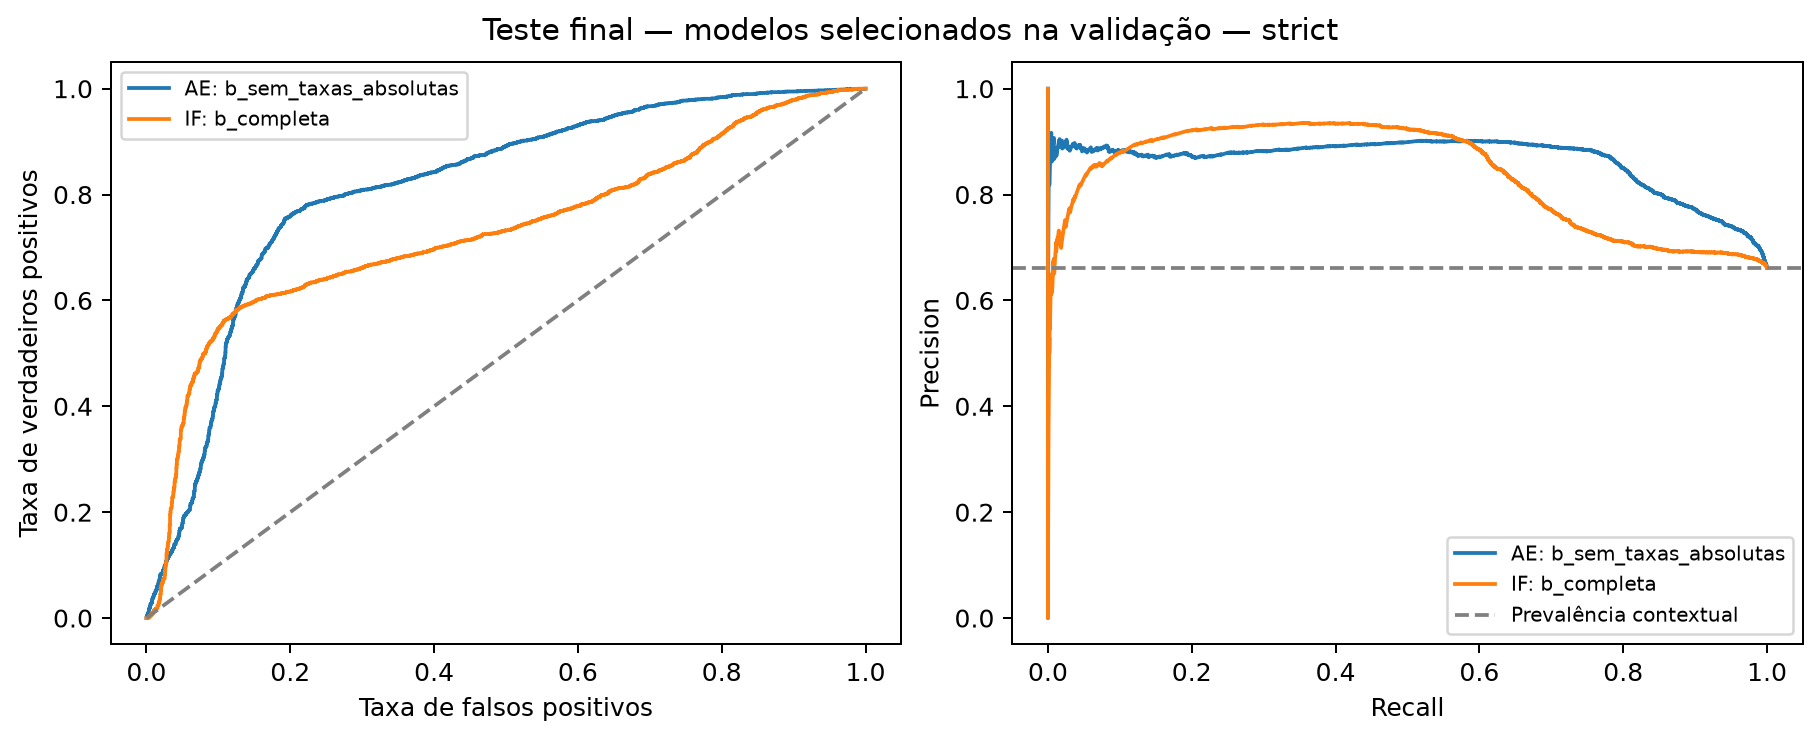 Teste final — modelos selecionados na validação — strict
Taxa de verdadeiros positivos
1.0
0.8
0.6
0.4
0.2
0.0
AE: b_sem_taxas_absolutas
IF: b_completa
0.0 0.2 0.4 0.6 0.8 1.0
Taxa de falsos positivos
Precision
1.0
0.8
0.6
0.4
0.2
0.0
AE: b_sem_taxas_absolutas
IF: b_completa
Prevalência contextual
0.0 0.2 0.4 0.6 0.8 1.0
Recall